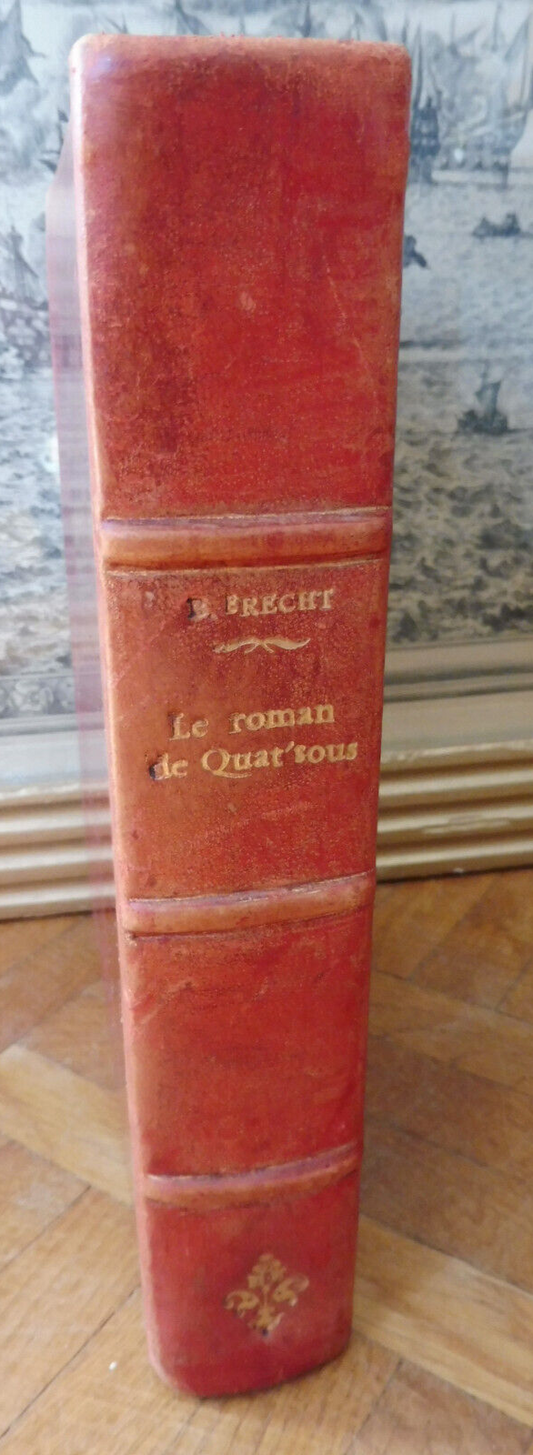 B. BRECHT
Le roman
de Quat'sous